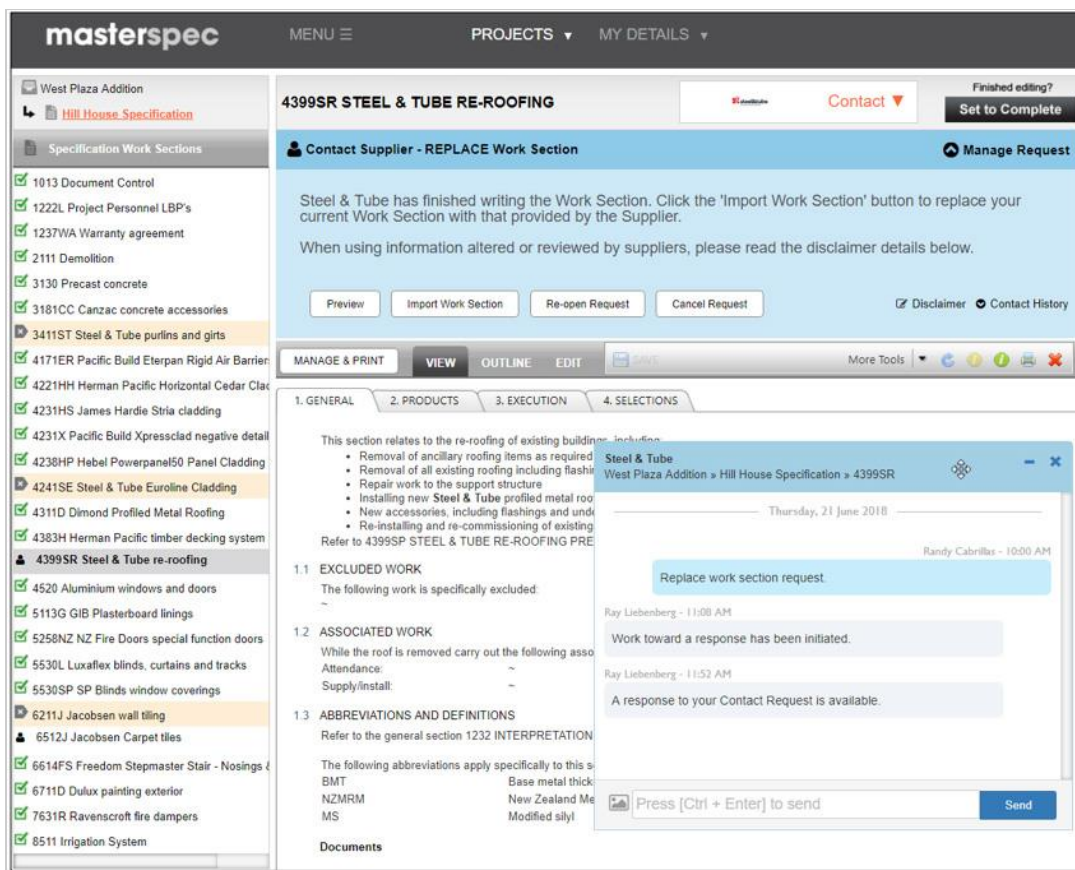 masterspec
MENU ☰
PROJECTS ▼
MY DETAILS ▼
West Plaza Addition
Hill House Specification
Specification Work Sections
1013 Document Control
1222L Project Personnel LBP's
1237WA Warranty agreement
2111 Demolition
3130 Precast concrete
3181CC Canzac concrete accessories
3411ST Steel & Tube purlins and girts
4171ER Pacific Build Eterpan Rigid Air Barrier
4221HH Herman Pacific Horizontal Cedar Clad
4231HS James Hardie Stria cladding
4231X Pacific Build Xpressclad negative detail
4238HP Hebel Powerpanel50 Panel Cladding
4241SE Steel & Tube Euroline Cladding
4311D Dimond Profiled Metal Roofing
4383H Herman Pacific timber decking system
4399SR Steel & Tube re-roofing
4520 Aluminium windows and doors
5113G GIB Plasterboard linings
5258NZ NZ Fire Doors special function doors
5530L Luxaflex blinds, curtains and tracks
5530SP SP Blinds window coverings
6211J Jacobsen wall tiling
6512J Jacobsen Carpet tiles
6614FS Freedom Stepmaster Stair - Nosings &
6711D Dulux painting exterior
7631R Ravenscroft fire dampers
8511 Irrigation System
4399SR STEEL & TUBE RE-ROOFING
Contact ▼
Finished editing?
Set to Complete
Contact Supplier - REPLACE Work Section
Manage Request
Steel & Tube has finished writing the Work Section. Click the 'Import Work Section' button to replace your
current Work Section with that provided by the Supplier.
When using information altered or reviewed by suppliers, please read the disclaimer details below.
Preview
Import Work Section
Re-open Request
Cancel Request
Disclaimer
Contact History
MANAGE & PRINT
VIEW
OUTLINE
EDIT
SAVE
More Tools
1. GENERAL
2. PRODUCTS
3. EXECUTION
4. SELECTIONS
This section relates to the re-roofing of existing buildings, including
• Removal of ancillary roofing items as required
• Removal of all existing roofing including flashi
• Repair work to the support structure
• Installing new Steel & Tube profiled metal roo
• New accessories, including flashings and unde
• Re-installing and re-commissioning of existing
Refer to 4399SP STEEL & TUBE RE-ROOFING PRE
1.1 EXCLUDED WORK
The following work is specifically excluded:
~
1.2 ASSOCIATED WORK
While the roof is removed carry out the following asso
Attendance: ~
Supply/install: ~
1.3 ABBREVIATIONS AND DEFINITIONS
Refer to the general section 1232 INTERPRETATION
The following abbreviations apply specifically to this s
BMT Base metal thick
NZMRM New Zealand Me
MS Modified silyl
Documents
Steel & Tube
West Plaza Addition » Hill House Specification » 4399SR
Thursday, 21 June 2018
Randy Cabrillas - 10:00 AM
Replace work section request.
Ray Liebenberg - 11:08 AM
Work toward a response has been initiated.
Ray Liebenberg - 11:52 AM
A response to your Contact Request is available.
Press [Ctrl + Enter] to send
Send